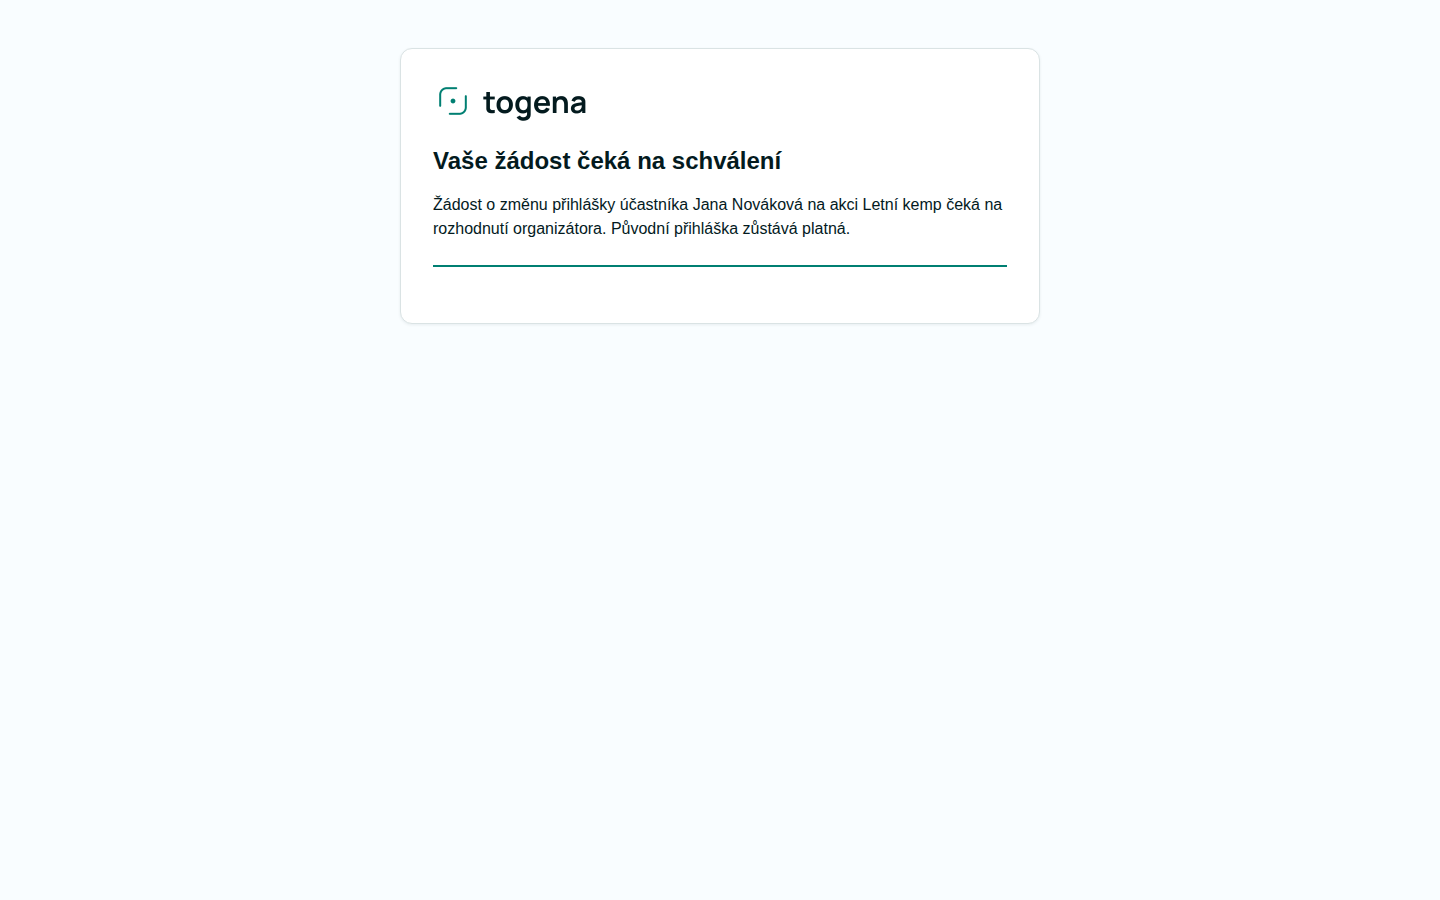 togena
Vaše žádost čeká na schválení
Žádost o změnu přihlášky účastníka Jana Nováková na akci Letní kemp čeká na
rozhodnutí organizátora. Původní přihláška zůstává platná.